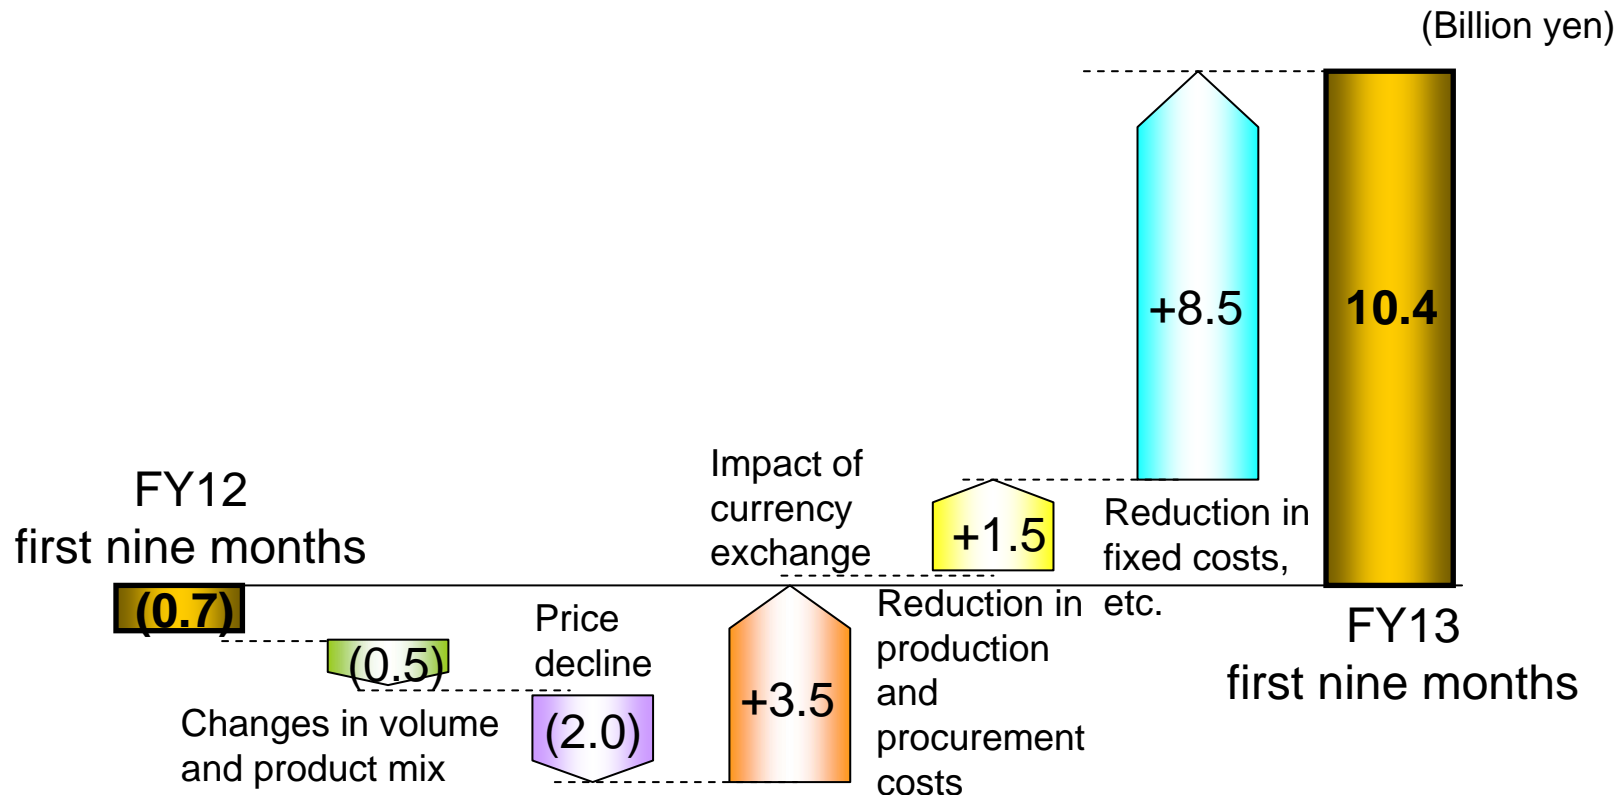 (Billion yen)
FY12
first nine months
(0.7)
(0.5)
Changes in volume
and product mix
Price
decline
(2.0)
Impact of
currency
exchange
+3.5
+1.5
Reduction in
production
and
procurement
costs
+8.5
Reduction in
fixed costs,
etc.
10.4
FY13
first nine months